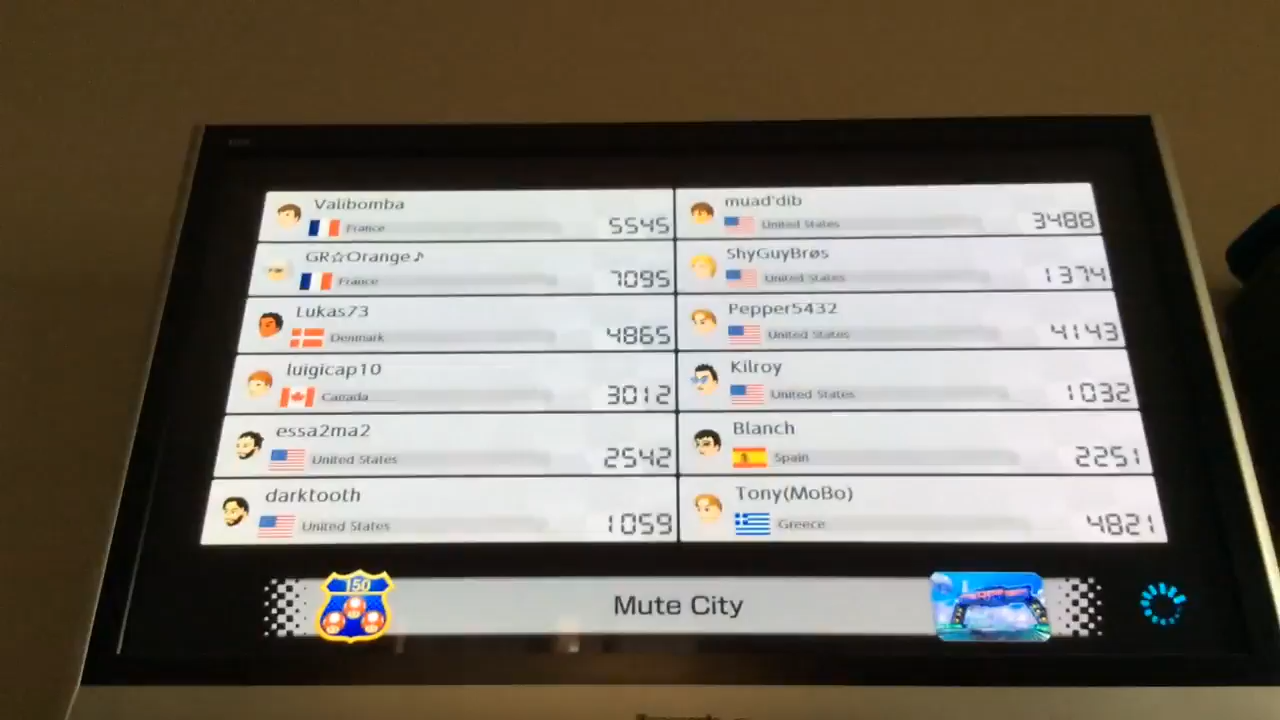 Valibomba
France 5545
GR☆Orange♪
France 7095
Lukas73
Denmark 4865
luigicap10
Canada 3012
essa2ma2
United States 2542
darktooth
United States 1059
muad'dib
United States 3488
ShyGuyBrøs
United States 1374
Pepper5432
United States 4143
Kilroy
United States 1032
Blanch
Spain 2251
Tony(MoBo)
Greece 4821
150
Mute City